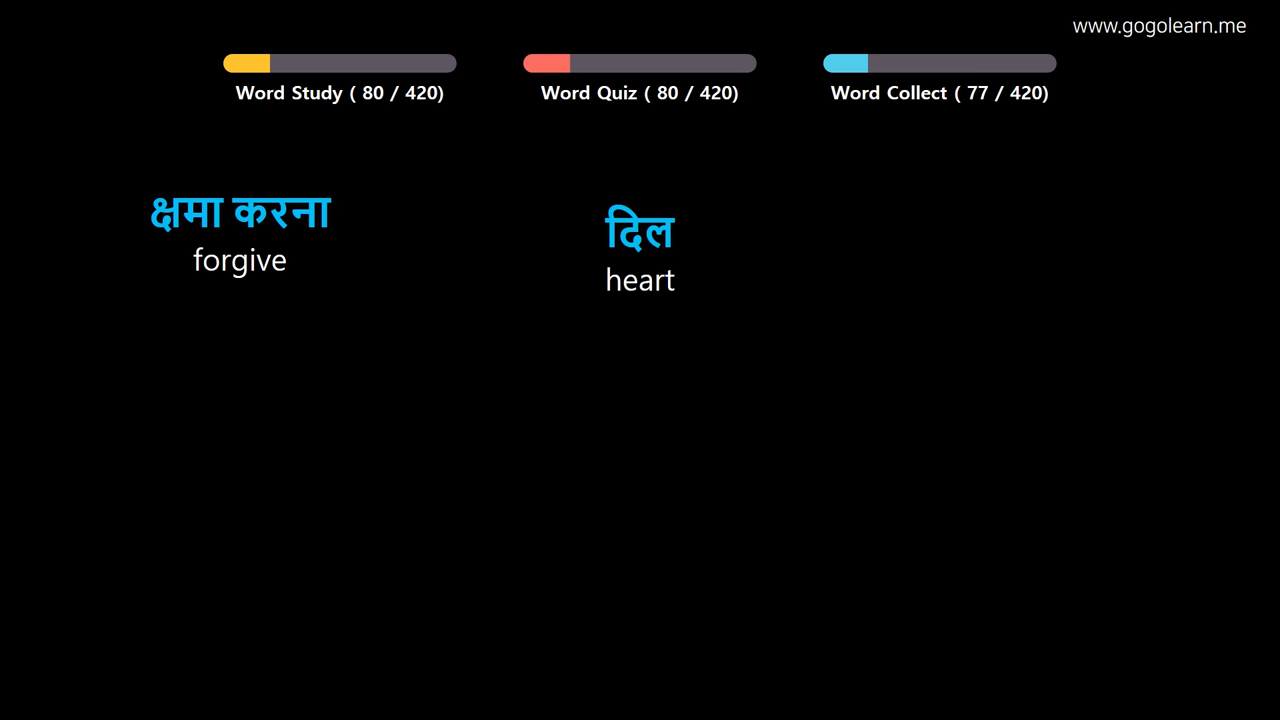 www.gogolearn.me
Word Study ( 80 / 420)
Word Quiz ( 80 / 420)
Word Collect ( 77 / 420)
क्षमा करना
forgive
दिल
heart